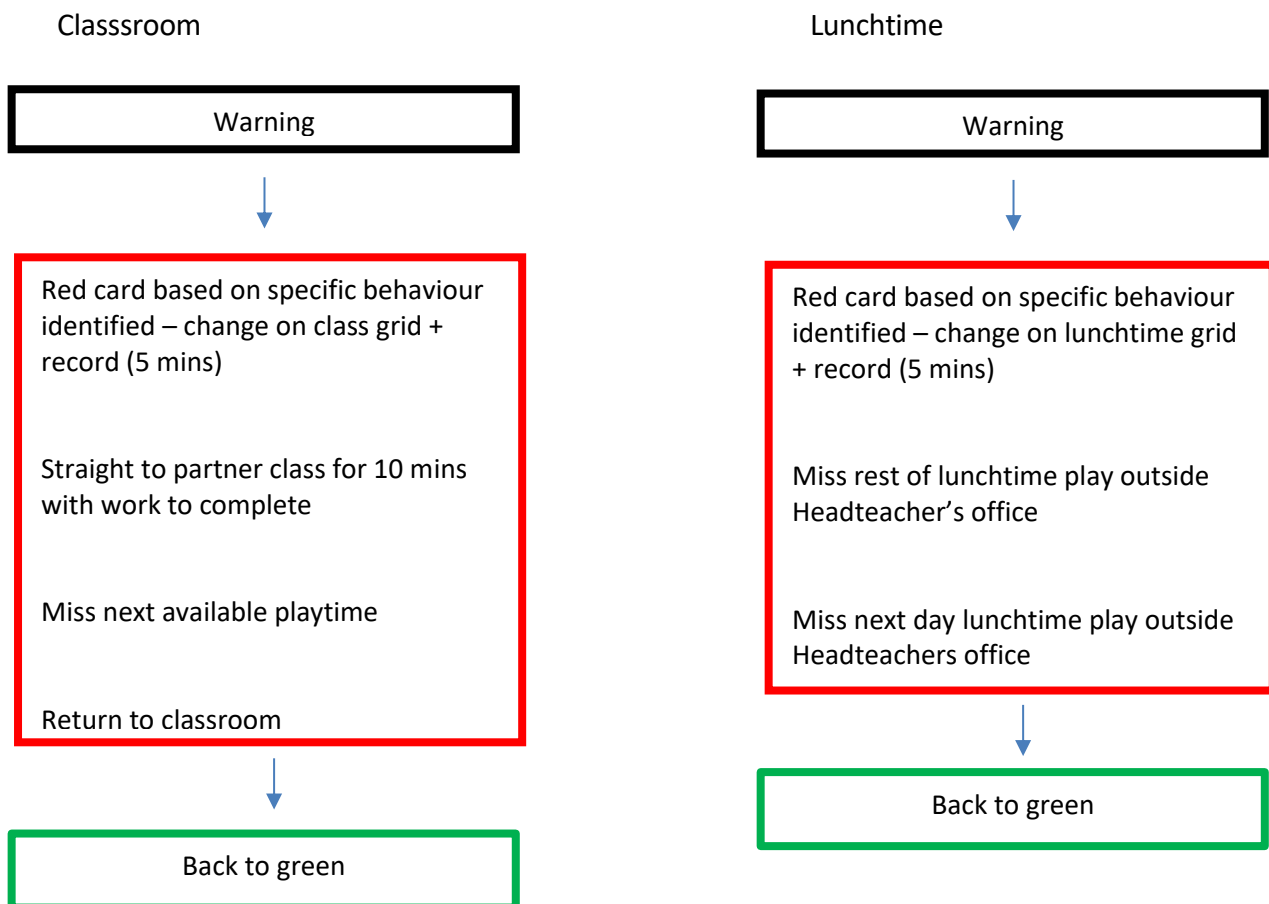 Classsroom
Warning
Red card based on specific behaviour
identified – change on class grid +
record (5 mins)
Straight to partner class for 10 mins
with work to complete
Miss next available playtime
Return to classroom
Back to green
Lunchtime
Warning
Red card based on specific behaviour
identified – change on lunchtime grid
+ record (5 mins)
Miss rest of lunchtime play outside
Headteacher’s office
Miss next day lunchtime play outside
Headteachers office
Back to green